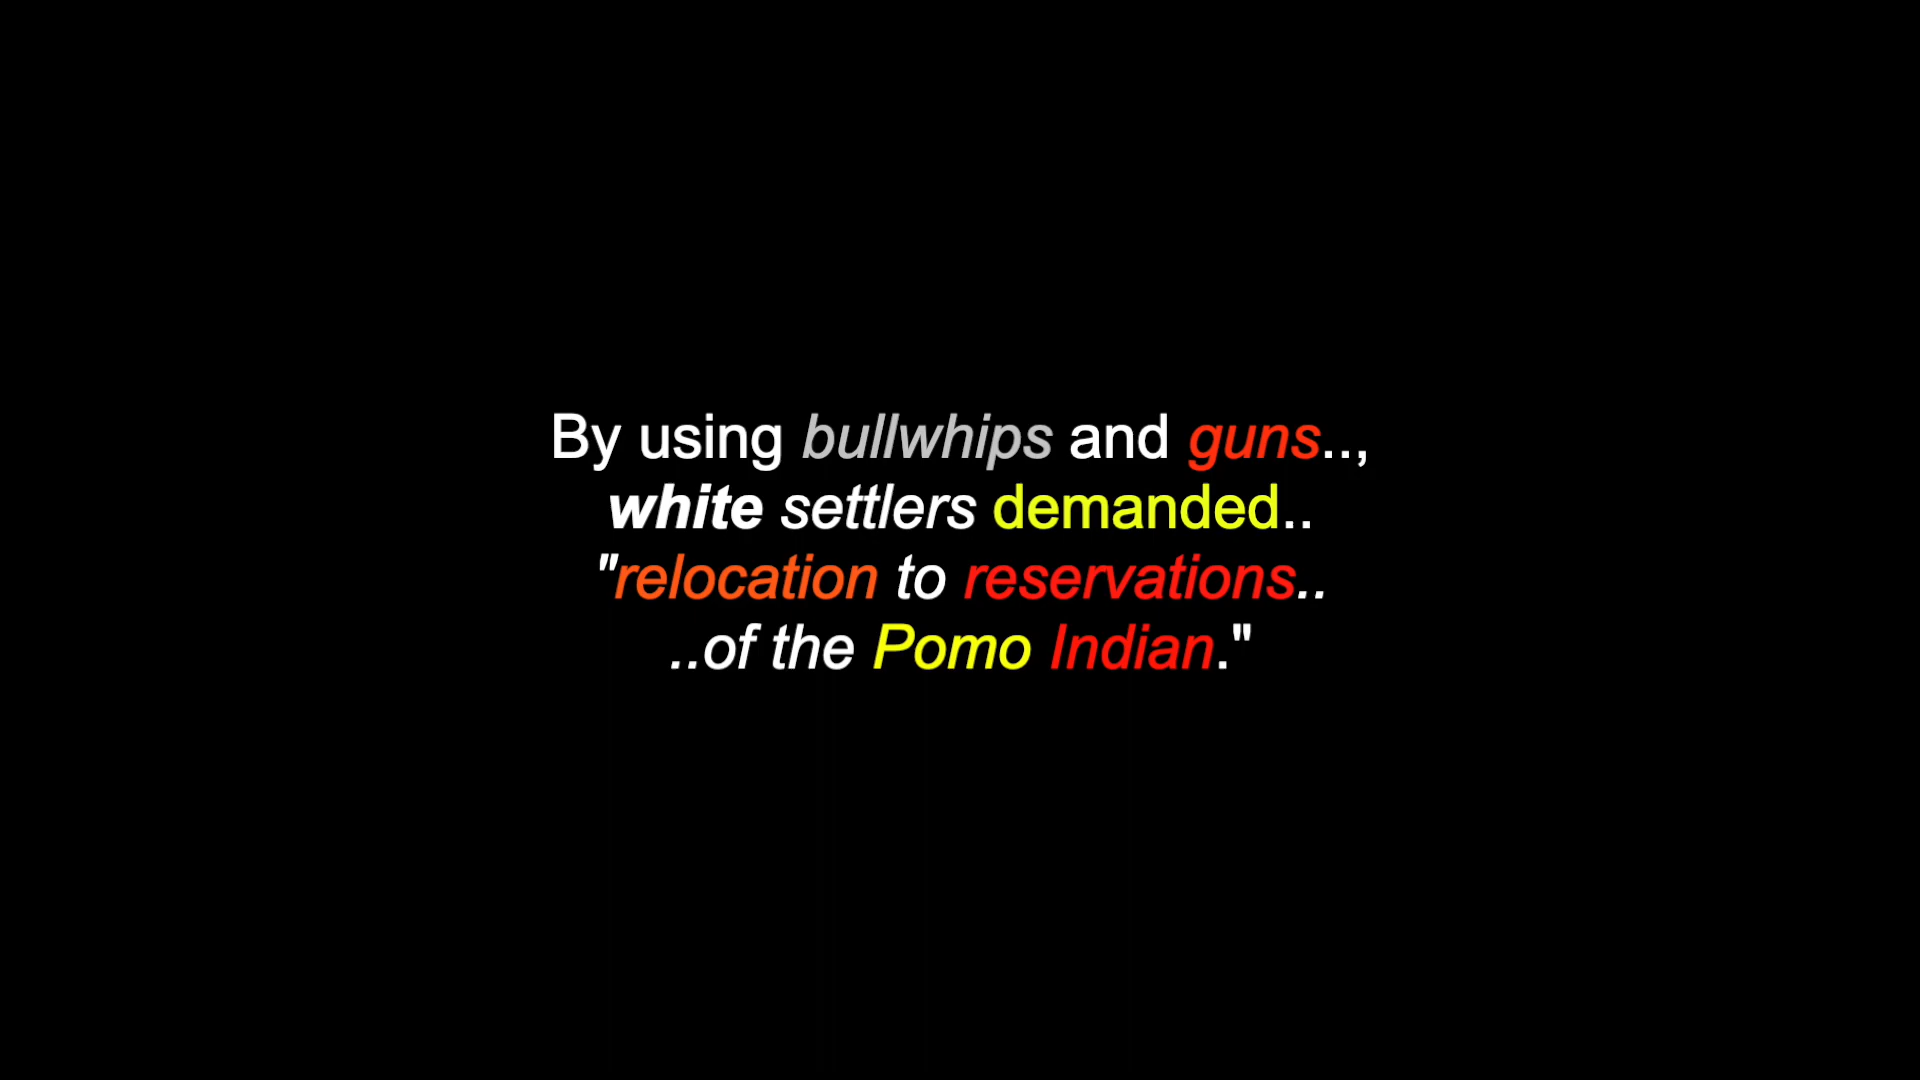 By using bullwhips and guns..,
white settlers demanded..
"relocation to reservations..
..of the Pomo Indian."